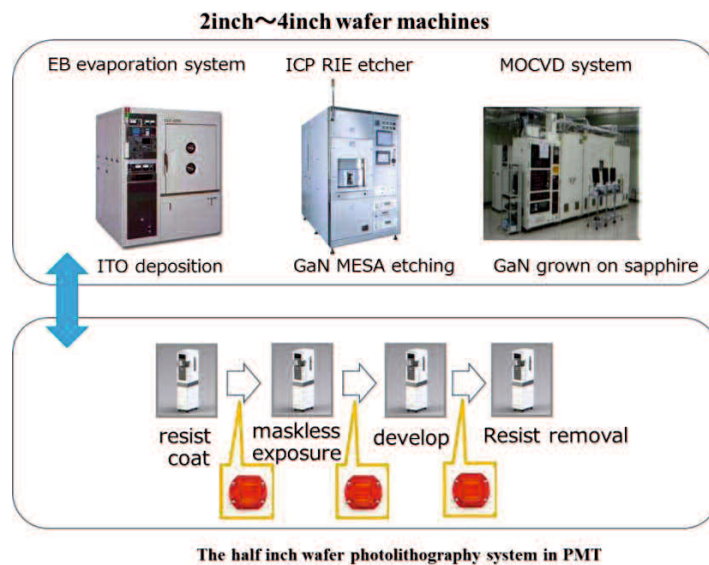 2inch～4inch wafer machines
EB evaporation system
ICP RIE etcher
MOCVD system
ITO deposition
GaN MESA etching
GaN grown on sapphire
resist
coat
maskless
exposure
develop
Resist removal
The half inch wafer photolithography system in PMT